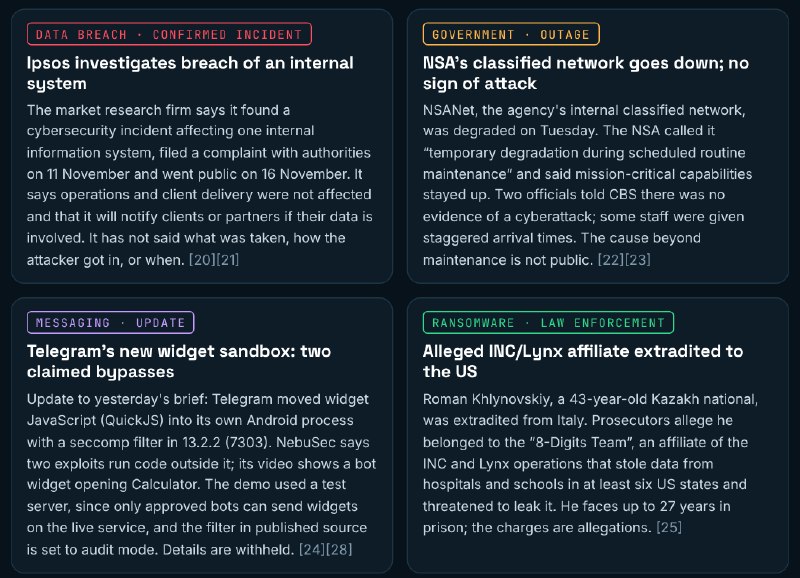 DATA BREACH · CONFIRMED INCIDENT
Ipsos investigates breach of an internal
system
The market research firm says it found a
cybersecurity incident affecting one internal
information system, filed a complaint with authorities
on 11 November and went public on 16 November. It
says operations and client delivery were not affected
and that it will notify clients or partners if their data is
involved. It has not said what was taken, how the
attacker got in, or when. [20][21]
GOVERNMENT · OUTAGE
NSA's classified network goes down; no
sign of attack
NSANet, the agency's internal classified network,
was degraded on Tuesday. The NSA called it
“temporary degradation during scheduled routine
maintenance” and said mission-critical capabilities
stayed up. Two officials told CBS there was no
evidence of a cyberattack; some staff were given
staggered arrival times. The cause beyond
maintenance is not public. [22][23]
MESSAGING · UPDATE
Telegram's new widget sandbox: two
claimed bypasses
Update to yesterday's brief: Telegram moved widget
JavaScript (QuickJS) into its own Android process
with a seccomp filter in 13.2.2 (7303). NebuSec says
two exploits run code outside it; its video shows a bot
widget opening Calculator. The demo used a test
server, since only approved bots can send widgets
on the live service, and the filter in published source
is set to audit mode. Details are withheld. [24][28]
RANSOMWARE · LAW ENFORCEMENT
Alleged INC/Lynx affiliate extradited to
the US
Roman Khlynovskiy, a 43-year-old Kazakh national,
was extradited from Italy. Prosecutors allege he
belonged to the “8-Digits Team”, an affiliate of the
INC and Lynx operations that stole data from
hospitals and schools in at least six US states and
threatened to leak it. He faces up to 27 years in
prison; the charges are allegations. [25]